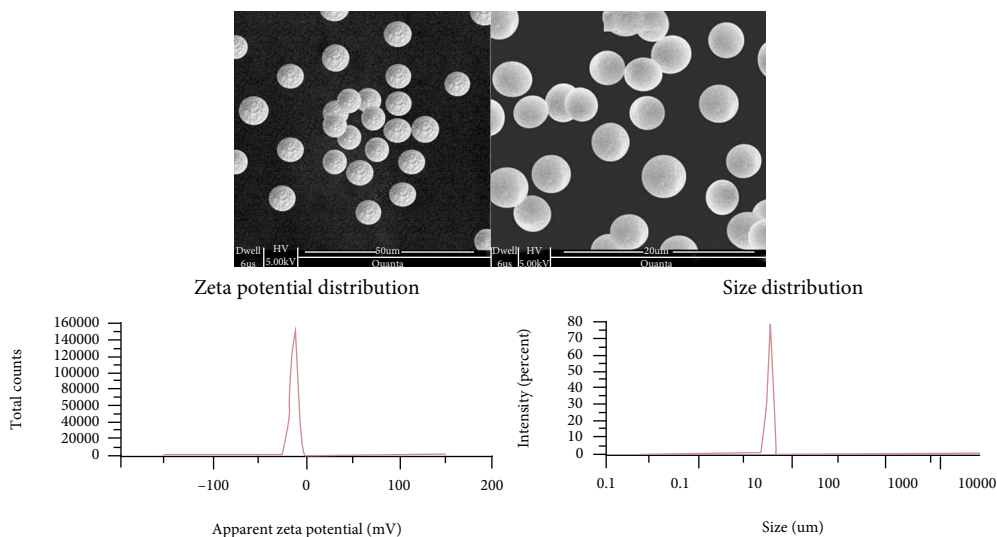 Dwell HV 50um
6us 5.00kV Quanta
Dwell HV 20um
6us 5.00kV Quanta
Zeta potential distribution
Size distribution
Total counts
160000
140000
120000
100000
80000
50000
40000
20000
0
–100 0 100 200
Apparent zeta potential (mV)
Intensity (percent)
80
70
60
50
40
30
20
10
0
0.1 0.1 10 100 1000 10000
Size (um)